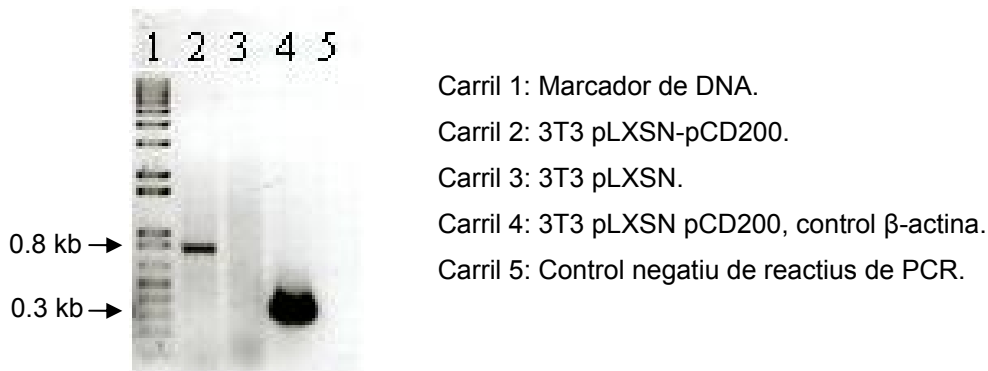 1 2 3 4 5
Carril 1: Marcador de DNA.
Carril 2: 3T3 pLXSN-pCD200.
Carril 3: 3T3 pLXSN.
Carril 4: 3T3 pLXSN pCD200, control β-actina.
Carril 5: Control negatiu de reactius de PCR.
0.8 kb
0.3 kb